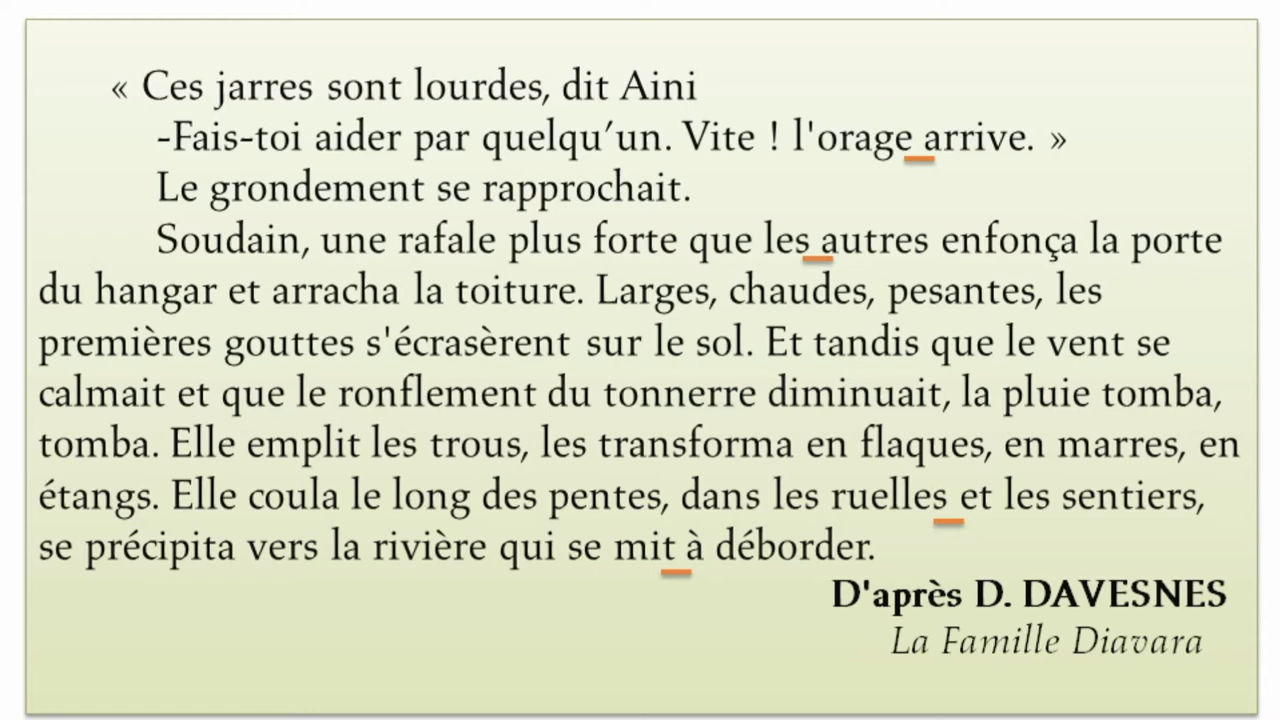 « Ces jarres sont lourdes, dit Aini
-Fais-toi aider par quelqu’un. Vite ! l'orage arrive. »
Le grondement se rapprochait.
Soudain, une rafale plus forte que les autres enfonça la porte
du hangar et arracha la toiture. Larges, chaudes, pesantes, les
premières gouttes s'écrasèrent sur le sol. Et tandis que le vent se
calmait et que le ronflement du tonnerre diminuait, la pluie tomba,
tomba. Elle emplit les trous, les transforma en flaques, en marres, en
étangs. Elle coula le long des pentes, dans les ruelles et les sentiers,
se précipita vers la rivière qui se mit à déborder.
D'après D. DAVESNES
La Famille Diavara